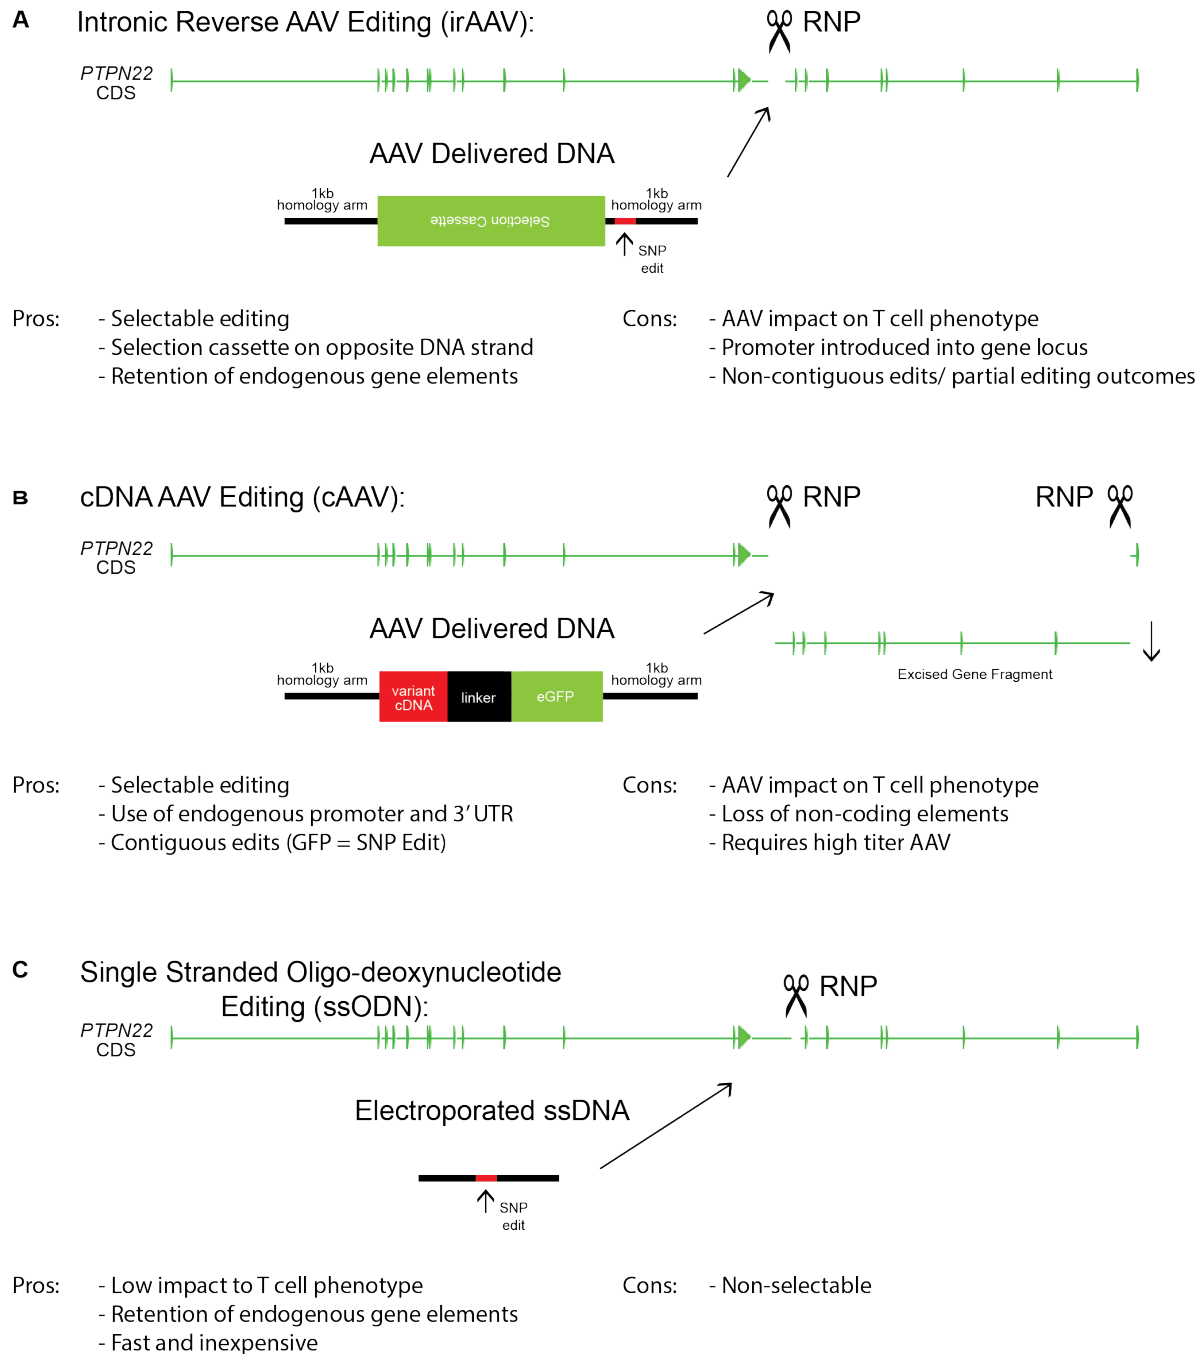 A Intronic Reverse AAV Editing (irAAV):
RNP
PTPN22
CDS
AAV Delivered DNA
1kb
homology arm
Selection Cassette
1kb
homology arm
SNP
edit
Pros:
- Selectable editing
- Selection cassette on opposite DNA strand
- Retention of endogenous gene elements
Cons:
- AAV impact on T cell phenotype
- Promoter introduced into gene locus
- Non-contiguous edits/ partial editing outcomes
B cDNA AAV Editing (cAAV):
RNP
RNP
PTPN22
CDS
AAV Delivered DNA
1kb
homology arm
variant
cDNA
linker
eGFP
1kb
homology arm
Excised Gene Fragment
Pros:
- Selectable editing
- Use of endogenous promoter and 3’ UTR
- Contiguous edits (GFP = SNP Edit)
Cons:
- AAV impact on T cell phenotype
- Loss of non-coding elements
- Requires high titer AAV
C Single Stranded Oligo-deoxynucleotide
Editing (ssODN):
RNP
PTPN22
CDS
Electroporated ssDNA
SNP
edit
Pros:
- Low impact to T cell phenotype
- Retention of endogenous gene elements
- Fast and inexpensive
Cons:
- Non-selectable